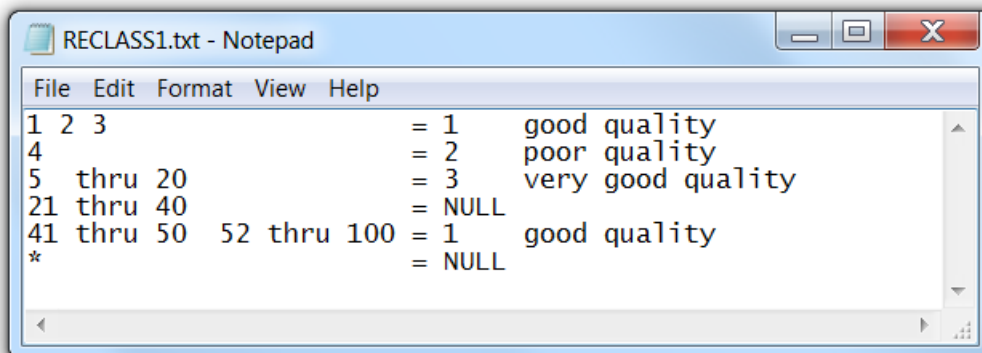 RECLASS1.txt - Notepad
File Edit Format View Help
1 2 3 = 1 good quality
4 = 2 poor quality
5 thru 20 = 3 very good quality
21 thru 40 = NULL
41 thru 50 52 thru 100 = 1 good quality
* = NULL